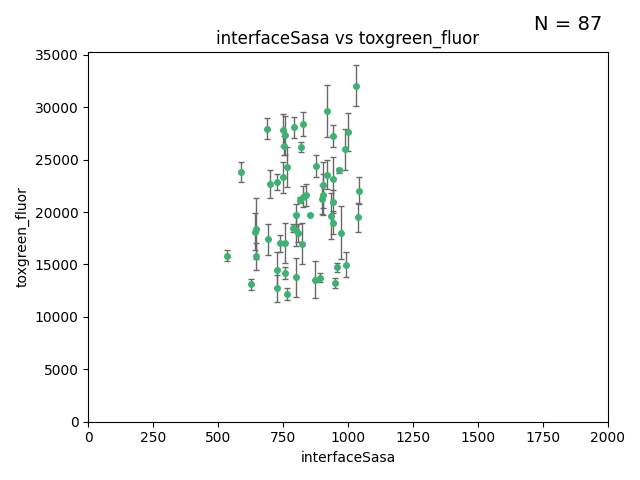 N = 87
interfaceSasa vs toxgreen_fluor
35000
30000
25000
20000
15000
10000
5000
0
toxgreen_fluor
0 250 500 750 1000 1250 1500 1750 2000
interfaceSasa